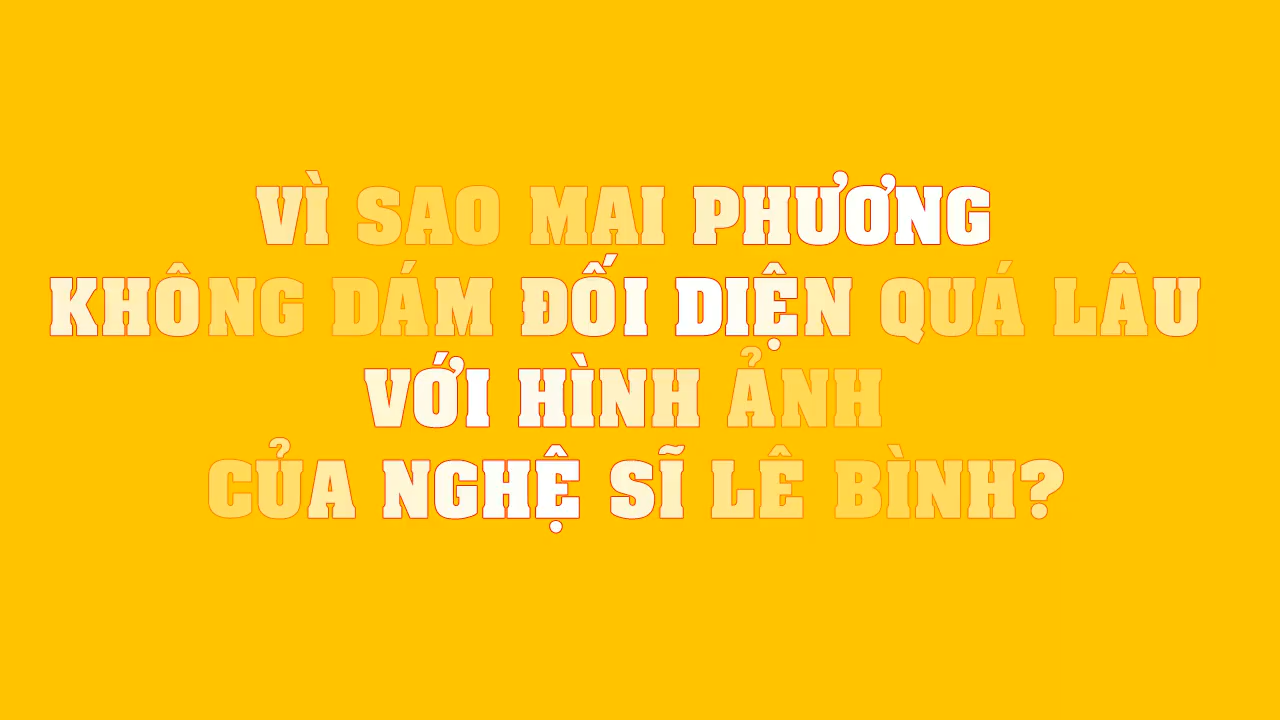 VÌ SAO MAI PHƯƠNG
KHÔNG DÁM ĐỐI DIỆN QUÁ LÂU
VỚI HÌNH ẢNH
CỦA NGHỆ SĨ LÊ BÌNH?